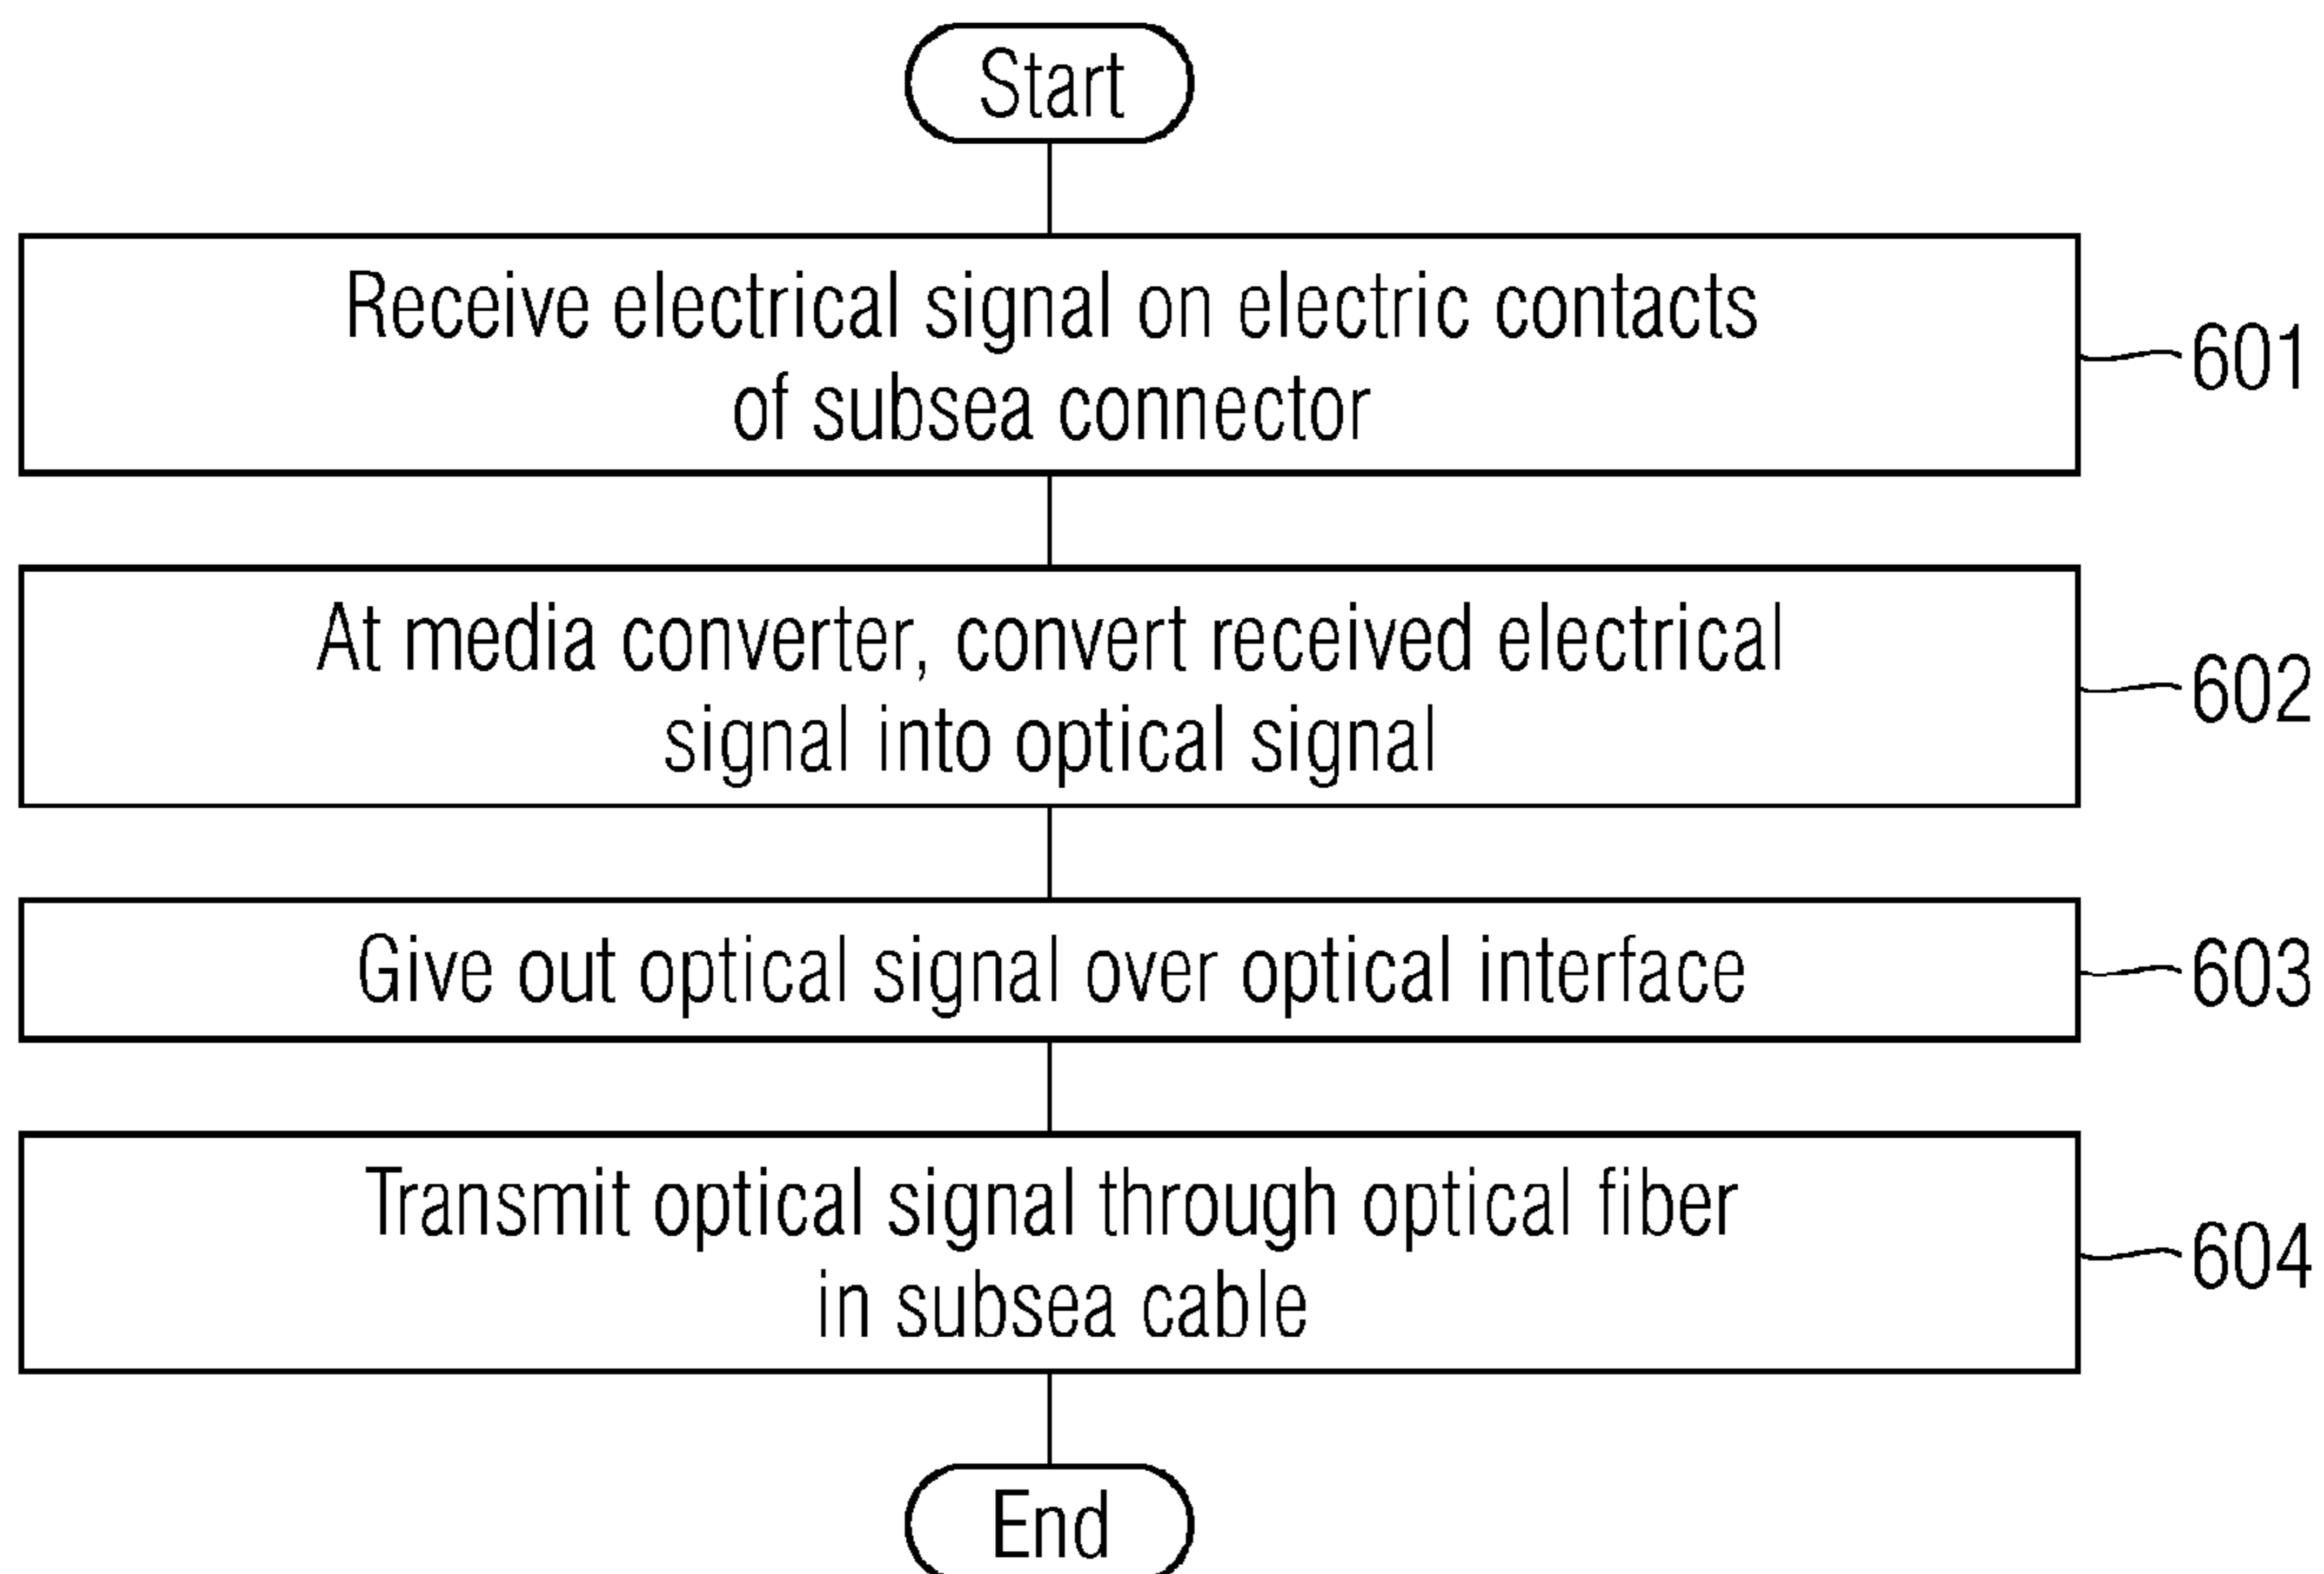 Start
Receive electrical signal on electric contacts
of subsea connector
601
At media converter, convert received electrical
signal into optical signal
602
Give out optical signal over optical interface
603
Transmit optical signal through optical fiber
in subsea cable
604
End